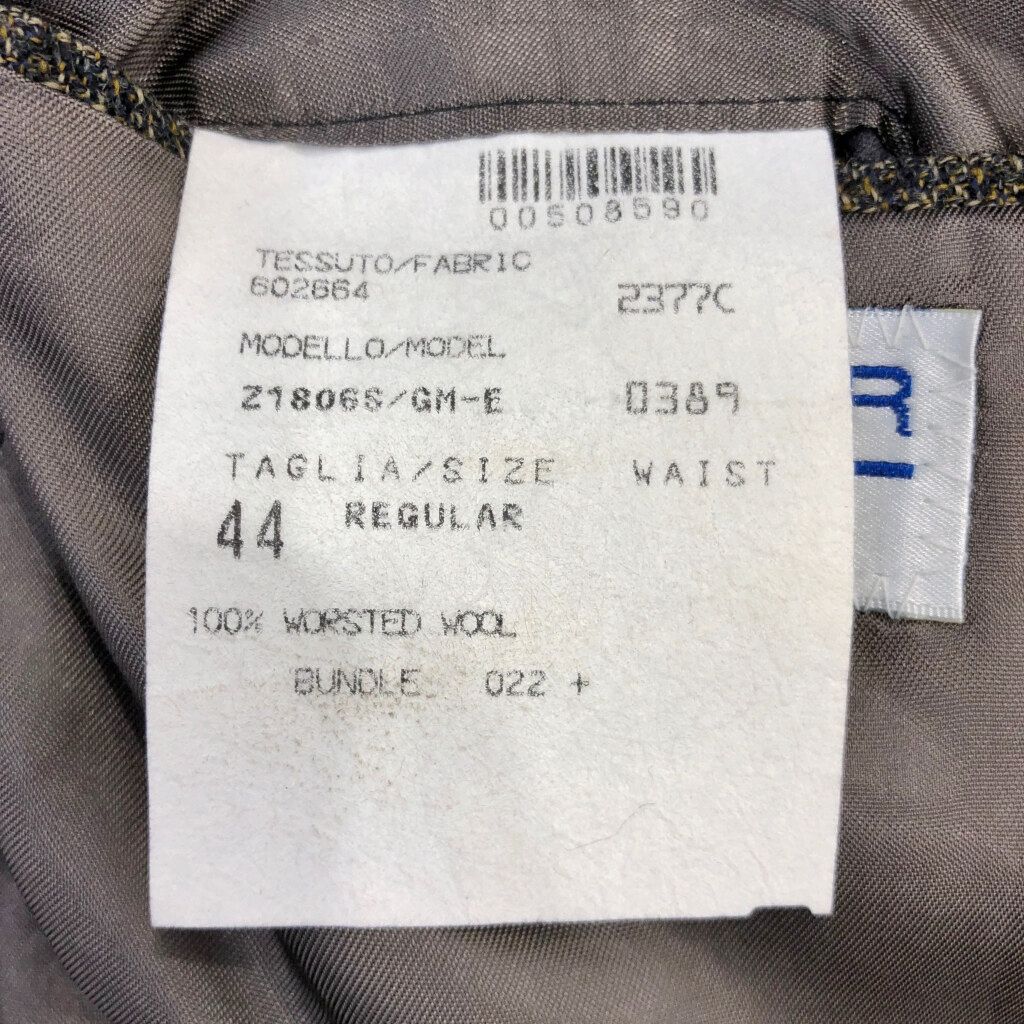 00508590
TESSUTO/FABRIC
602664 2377C
MODELLO/MODEL
21806S/GM-E 0389
TAGLIA/SIZE WAIST
44 REGULAR
100% WORSTED WOOL
BUNDLE 022 +